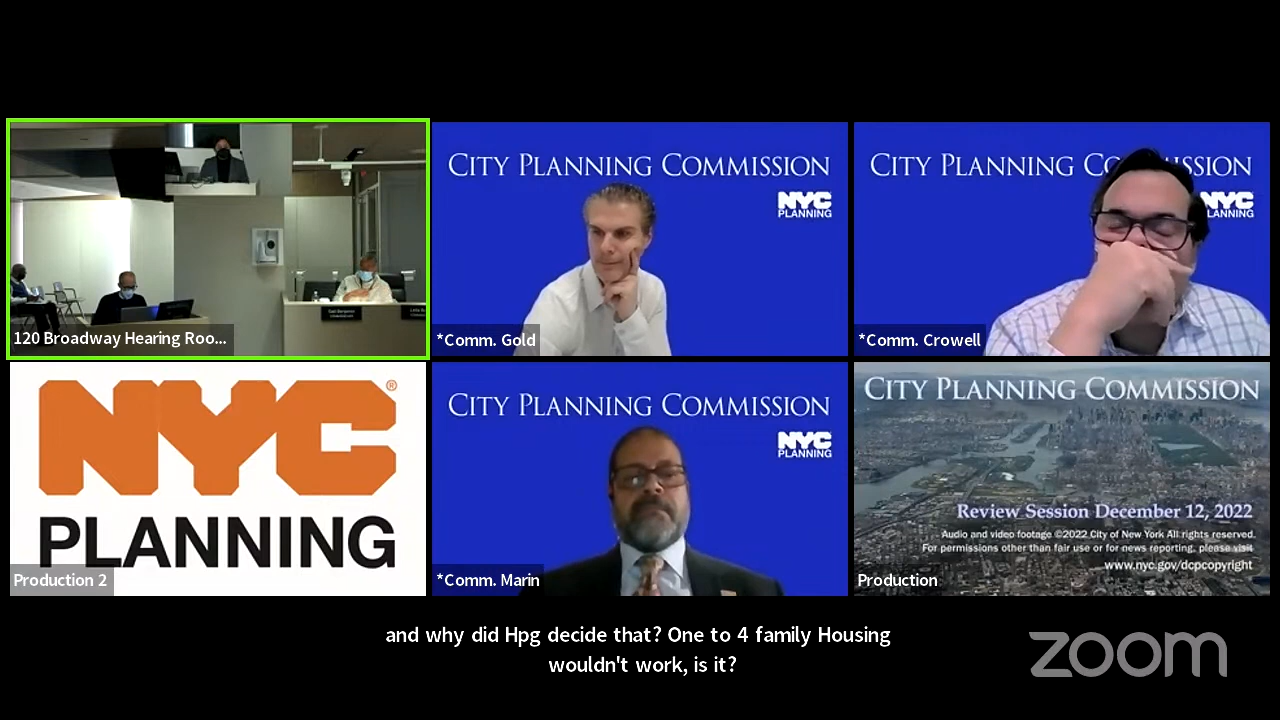 120 Broadway Hearing Roo...
CITY PLANNING COMMISSION
NYC
PLANNING
*Comm. Gold
CITY PLANNING CO SSION
NYC
LANNING
*Comm. Crowell
NYC®
PLANNING
Production 2
CITY PLANNING COMMISSION
NYC
PLANNING
*Comm. Marin
CITY PLANNING COMMISSION
Review Session December 12, 2022
Audio and video footage ©2022 City of New York All rights reserved.
For permissions other than fair use or for news reporting, please visit
www.nyc.gov/dcpcopyright
Production
and why did Hpg decide that? One to 4 family Housing
wouldn't work, is it?
zoom